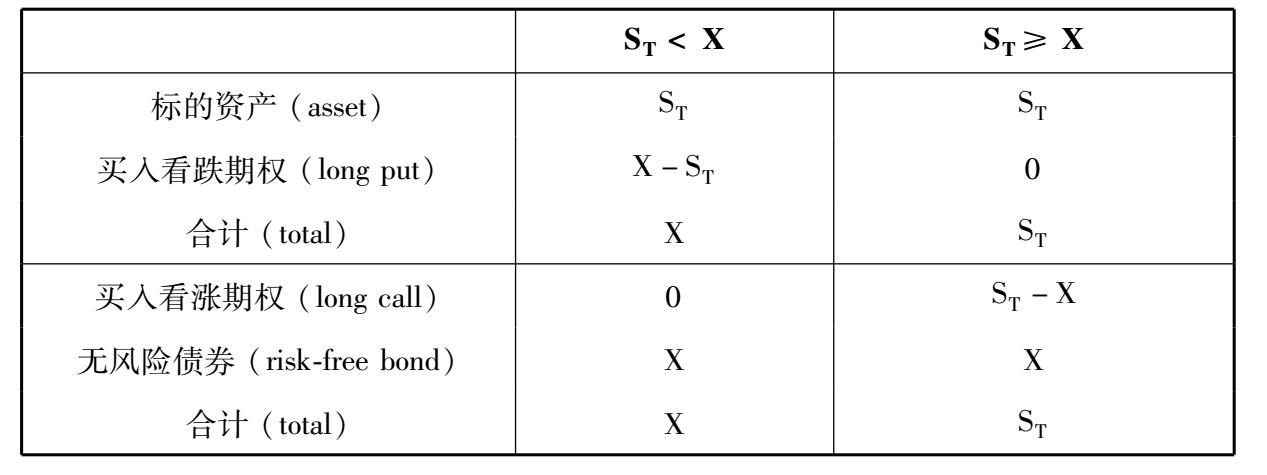 S_T < X S_T ≥ X
标的资产（asset） S_T S_T
买入看跌期权（long put） X − S_T 0
合计（total） X S_T
买入看涨期权（long call） 0 S_T − X
无风险债券（risk-free bond） X X
合计（total） X S_T